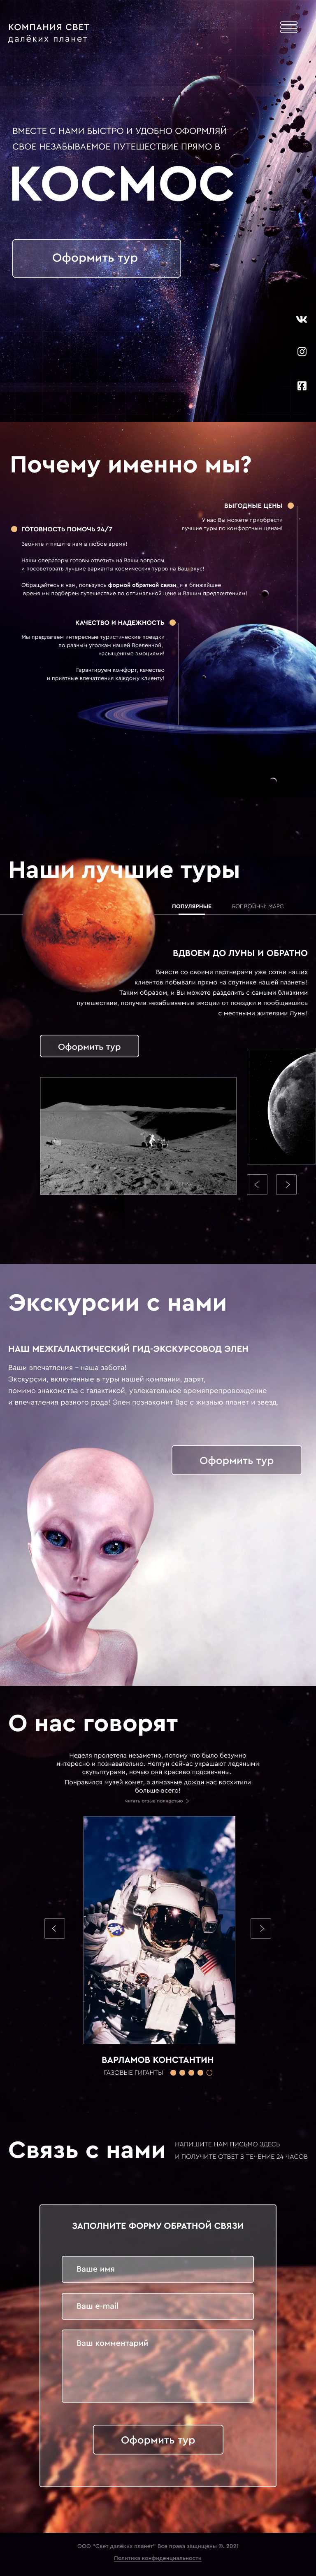 КОМПАНИЯ СВЕТ
далёких планет
ВМЕСТЕ С НАМИ БЫСТРО И УДОБНО ОФОРМЛЯЙ
СВОЕ НЕЗАБЫВАЕМОЕ ПУТЕШЕСТВИЕ ПРЯМО В
КОСМОС
Оформить тур
Почему именно мы?
ВЫГОДНЫЕ ЦЕНЫ
У нас Вы можете приобрести
лучшие туры по комфортным ценам!
ГОТОВНОСТЬ ПОМОЧЬ 24/7
Звоните и пишите нам в любое время!
Наши операторы готовы ответить на Ваши вопросы
и посоветовать лучшие варианты космических туров на Ваш вкус!
Обращайтесь к нам, пользуясь формой обратной связи, и в ближайшее
время мы подберем путешествие по оптимальной цене и Вашим предпочтениям!
КАЧЕСТВО И НАДЕЖНОСТЬ
Мы предлагаем интересные туристические поездки
по разным уголкам нашей Вселенной,
насыщенные эмоциями!
Гарантируем комфорт, качество
и приятные впечатления каждому клиенту!
Наши лучшие туры
ПОПУЛЯРНЫЕ
БОГ ВОЙНЫ: МАРС
ВДВОЕМ ДО ЛУНЫ И ОБРАТНО
Вместе со своими партнерами уже сотни наших
клиентов побывали прямо на спутнике нашей планеты!
Таким образом, и Вы можете разделить с самыми близкими
путешествие, получив незабываемые эмоции от поездки и пообщавшись
с местными жителями Луны!
Оформить тур
Экскурсии с нами
НАШ МЕЖГАЛАКТИЧЕСКИЙ ГИД-ЭКСКУРСОВОД ЭЛЕН
Ваши впечатления – наша забота!
Экскурсии, включенные в туры нашей компании, дарят,
помимо знакомства с галактикой, увлекательное времяпрепровождение
и впечатления разного рода! Элен познакомит Вас с жизнью планет и звезд.
Оформить тур
О нас говорят
Неделя пролетела незаметно, потому что было безумно
интересно и познавательно. Нептун сейчас украшают ледяными
скульптурами, ночью они красиво подсвечены.
Понравился музей комет, а алмазные дожди нас восхитили
больше всего!
читать отзыв полностью
ВАРЛАМОВ КОНСТАНТИН
ГАЗОВЫЕ ГИГАНТЫ
Связь с нами
НАПИШИТЕ НАМ ПИСЬМО ЗДЕСЬ
И ПОЛУЧИТЕ ОТВЕТ В ТЕЧЕНИЕ 24 ЧАСОВ
ЗАПОЛНИТЕ ФОРМУ ОБРАТНОЙ СВЯЗИ
Ваше имя
Ваш e-mail
Ваш комментарий
Оформить тур
ООО "Свет далёких планет" Все права защищены ©. 2021
Политика конфиденциальности